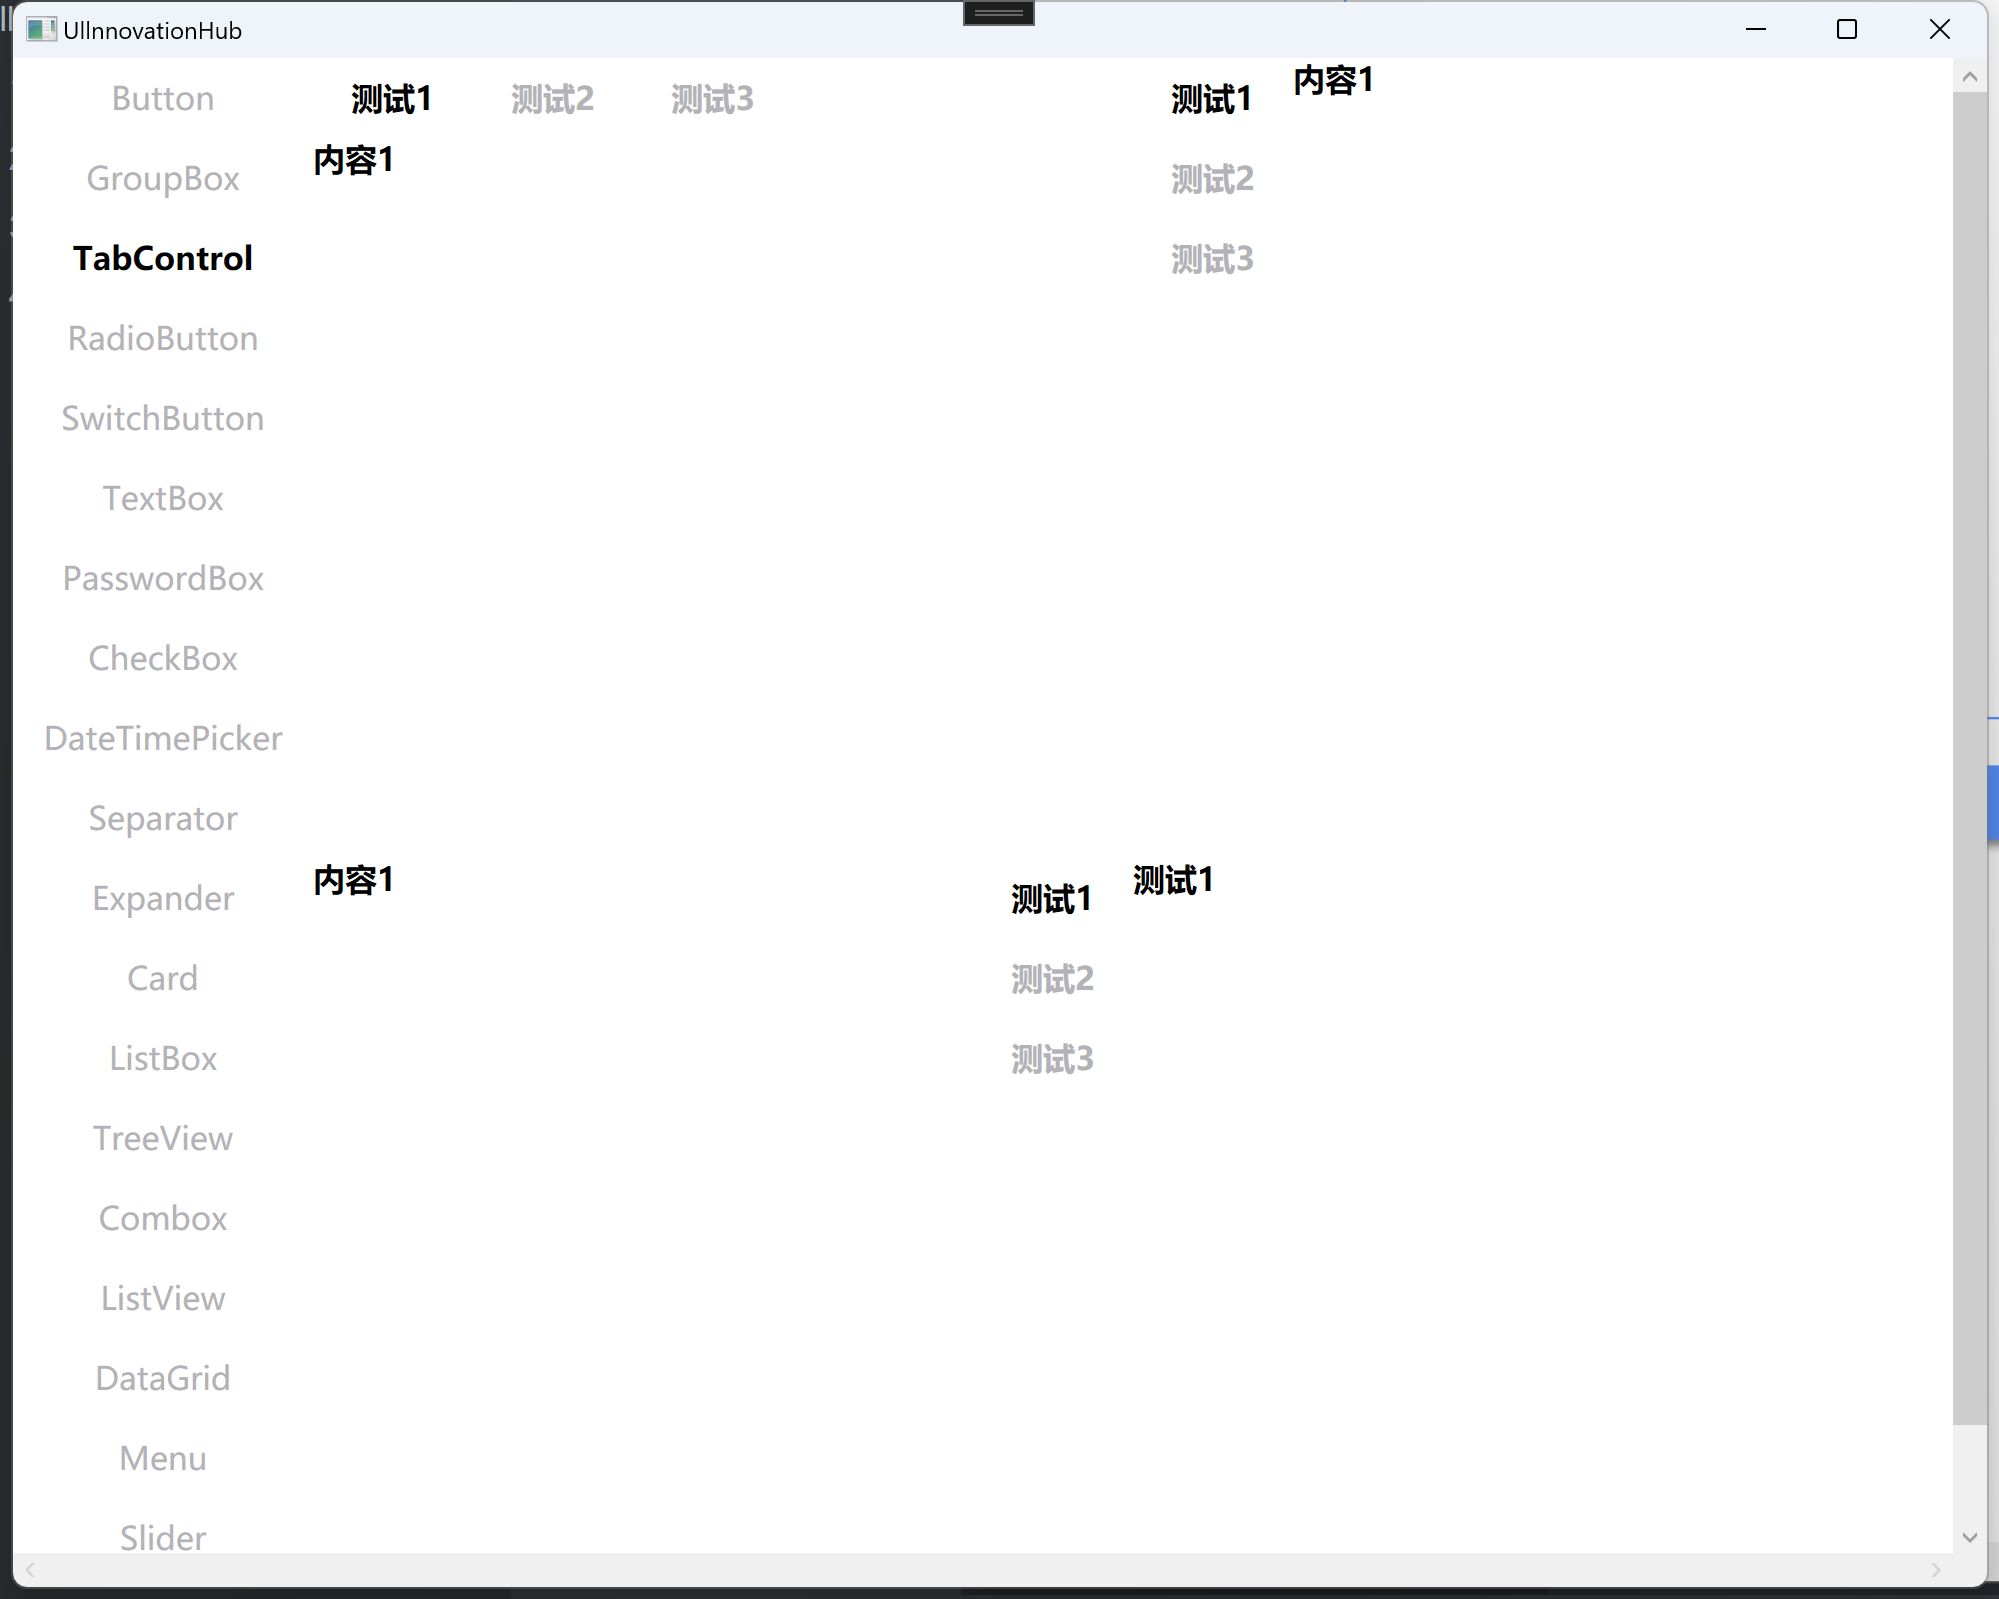 UIInnovationHub
Button
GroupBox
TabControl
RadioButton
SwitchButton
TextBox
PasswordBox
CheckBox
DateTimePicker
Separator
Expander
Card
ListBox
TreeView
Combox
ListView
DataGrid
Menu
Slider
测试1 测试2 测试3
内容1
测试1
测试2
测试3
内容1
内容1
测试1
测试2
测试3
测试1